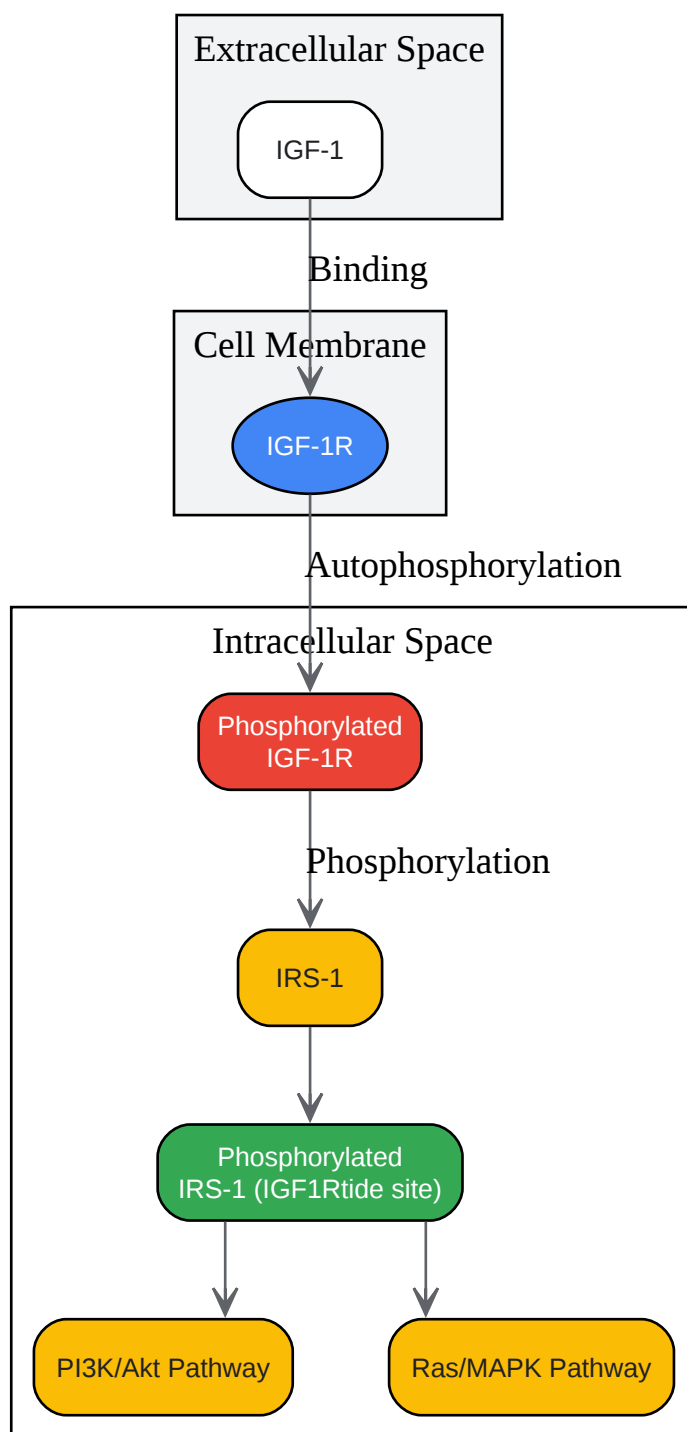 Extracellular Space
IGF-1
Binding
Cell Membrane
IGF-1R
Autophosphorylation
Intracellular Space
Phosphorylated
IGF-1R
Phosphorylation
IRS-1
Phosphorylated
IRS-1 (IGF1Rtide site)
PI3K/Akt Pathway
Ras/MAPK Pathway